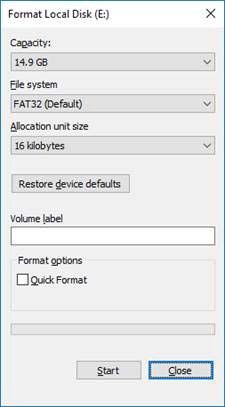 Format Local Disk (E:)
Capacity:
14.9 GB
File system
FAT32 (Default)
Allocation unit size
16 kilobytes
Restore device defaults
Volume label
Format options
Quick Format
Start
Close